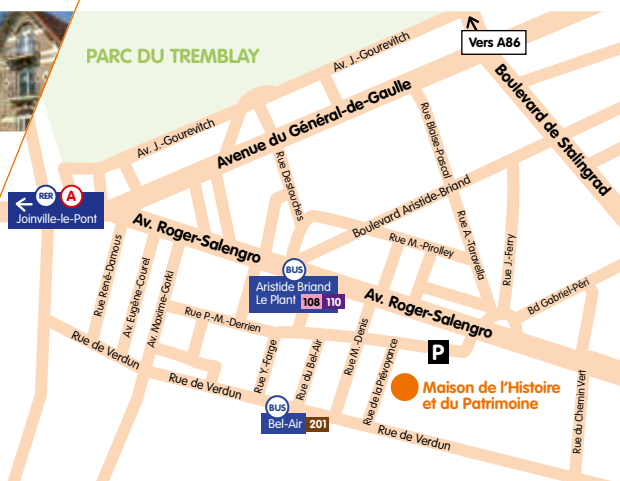 PARC DU TREMBLAY
Vers A86
Av. J.-Gourevitch
Av. J.-Gourevitch
Avenue du Général-de-Gaulle
Boulevard de Stalingrad
Rue Blaise-Pascal
Rue Destouches
Boulevard Aristide-Briand
RER A
Joinville-le-Pont
Av. Roger-Salengro
Rue M.-Pirolley
Rue A.-Taravella
Rue J.-Ferry
Rue René-Damous
Av. Eugène-Courel
Av. Maxime-Gorki
BUS
Aristide Briand
Le Plant 108 110
Av. Roger-Salengro
Bd Gabriel-Péri
Rue P.-M.-Derrien
Rue de Verdun
Rue de Verdun
Rue Y.-Farge
Rue du Bel-Air
Rue M.-Denis
Rue de la Prévoyance
P
Maison de l'Histoire
et du Patrimoine
BUS
Bel-Air 201
Rue de Verdun
Rue du Chemin Vert